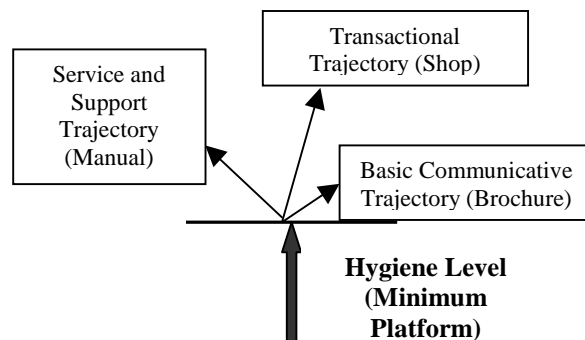 Transactional
Trajectory (Shop)
Service and
Support
Trajectory
(Manual)
Basic Communicative
Trajectory (Brochure)
Hygiene Level
(Minimum
Platform)